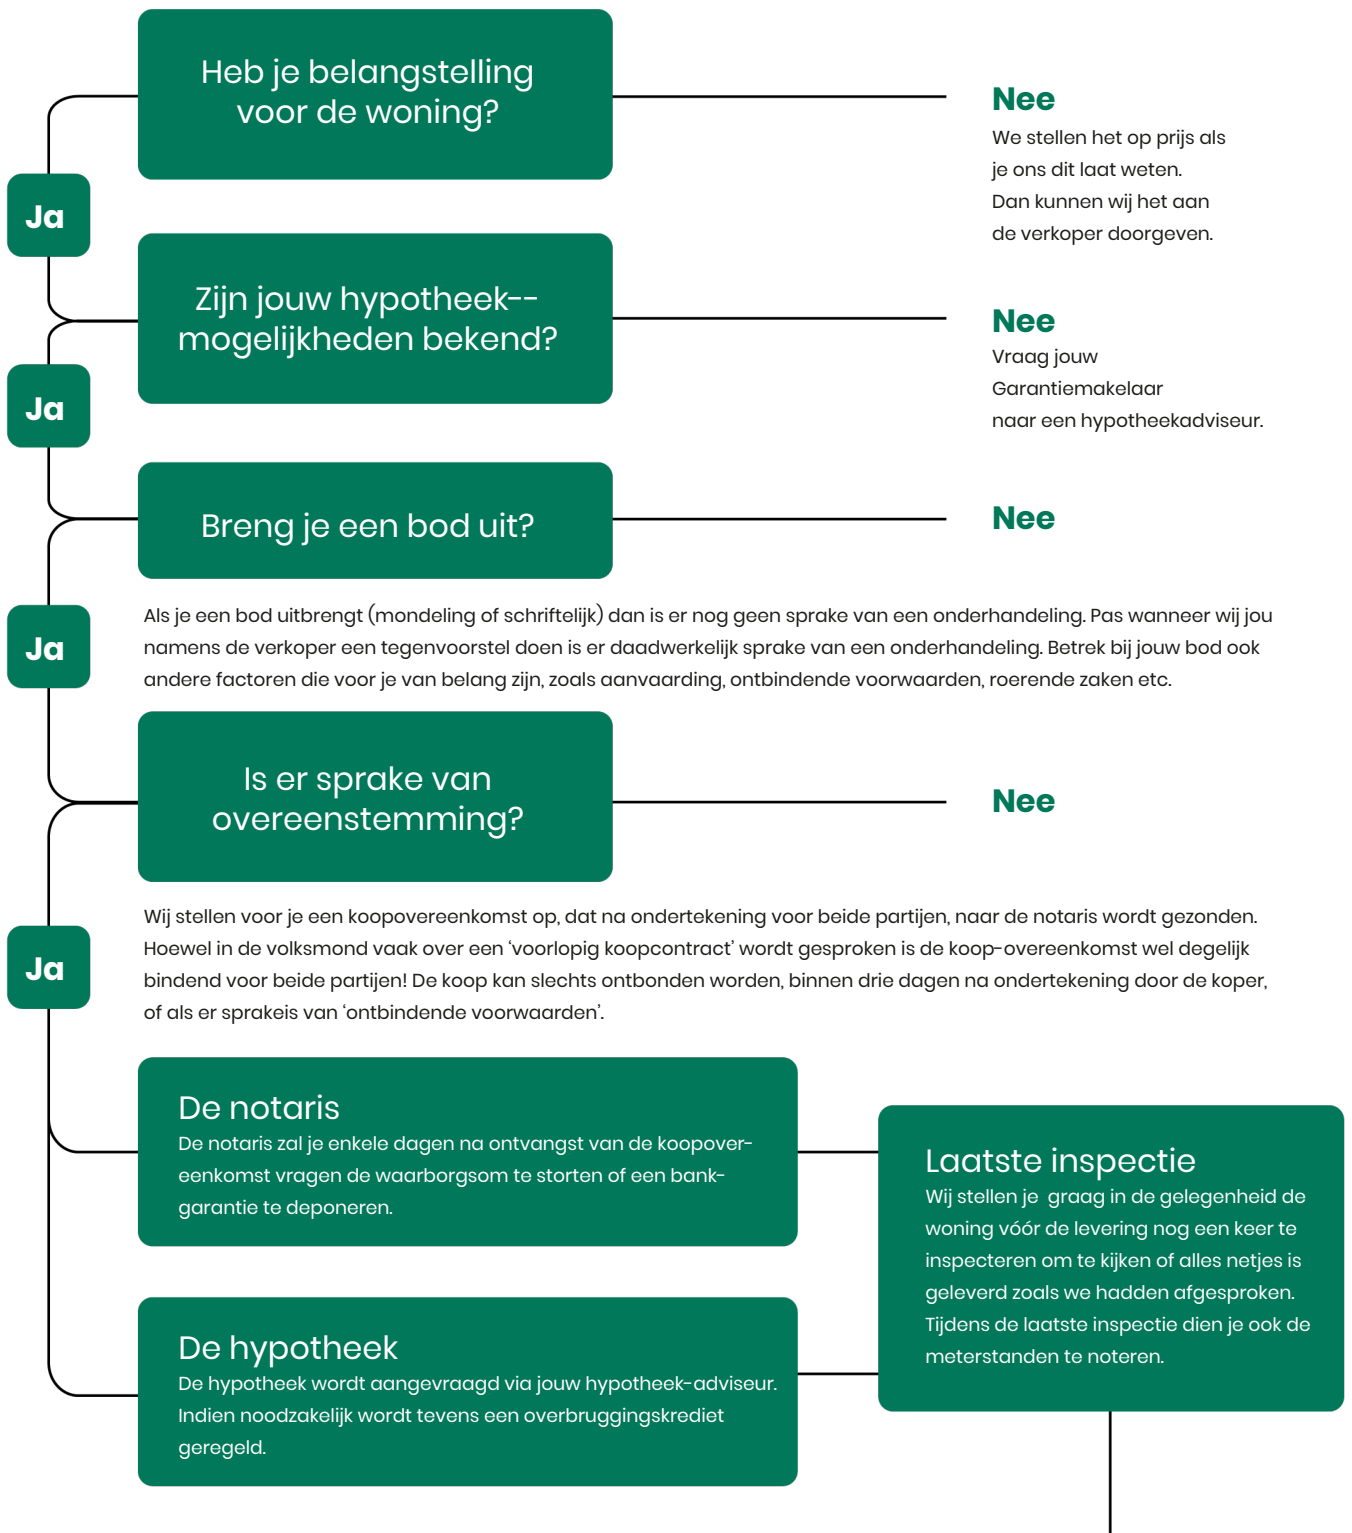 Heb je belangstelling
voor de woning?
Nee
We stellen het op prijs als
je ons dit laat weten.
Dan kunnen wij het aan
de verkoper doorgeven.
Ja
Zijn jouw hypotheek--
mogelijkheden bekend?
Nee
Vraag jouw
Garantiemakelaar
naar een hypotheekadviseur.
Ja
Breng je een bod uit?
Nee
Als je een bod uitbrengt (mondeling of schriftelijk) dan is er nog geen sprake van een onderhandeling. Pas wanneer wij jou
namens de verkoper een tegenvoorstel doen is er daadwerkelijk sprake van een onderhandeling. Betrek bij jouw bod ook
andere factoren die voor je van belang zijn, zoals aanvaarding, ontbindende voorwaarden, roerende zaken etc.
Ja
Is er sprake van
overeenstemming?
Nee
Wij stellen voor je een koopovereenkomst op, dat na ondertekening voor beide partijen, naar de notaris wordt gezonden.
Hoewel in de volksmond vaak over een ‘voorlopig koopcontract’ wordt gesproken is de koop-overeenkomst wel degelijk
bindend voor beide partijen! De koop kan slechts ontbonden worden, binnen drie dagen na ondertekening door de koper,
of als er sprakeis van ‘ontbindende voorwaarden’.
Ja
De notaris
De notaris zal je enkele dagen na ontvangst van de koopover-
eenkomst vragen de waarborgsom te storten of een bank-
garantie te deponeren.
Laatste inspectie
Wij stellen je  graag in de gelegenheid de
woning vóór de levering nog een keer te
inspecteren om te kijken of alles netjes is
geleverd zoals we hadden afgesproken.
Tijdens de laatste inspectie dien je ook de
meterstanden te noteren.
De hypotheek
De hypotheek wordt aangevraagd via jouw hypotheek-adviseur.
Indien noodzakelijk wordt tevens een overbruggingskrediet
geregeld.